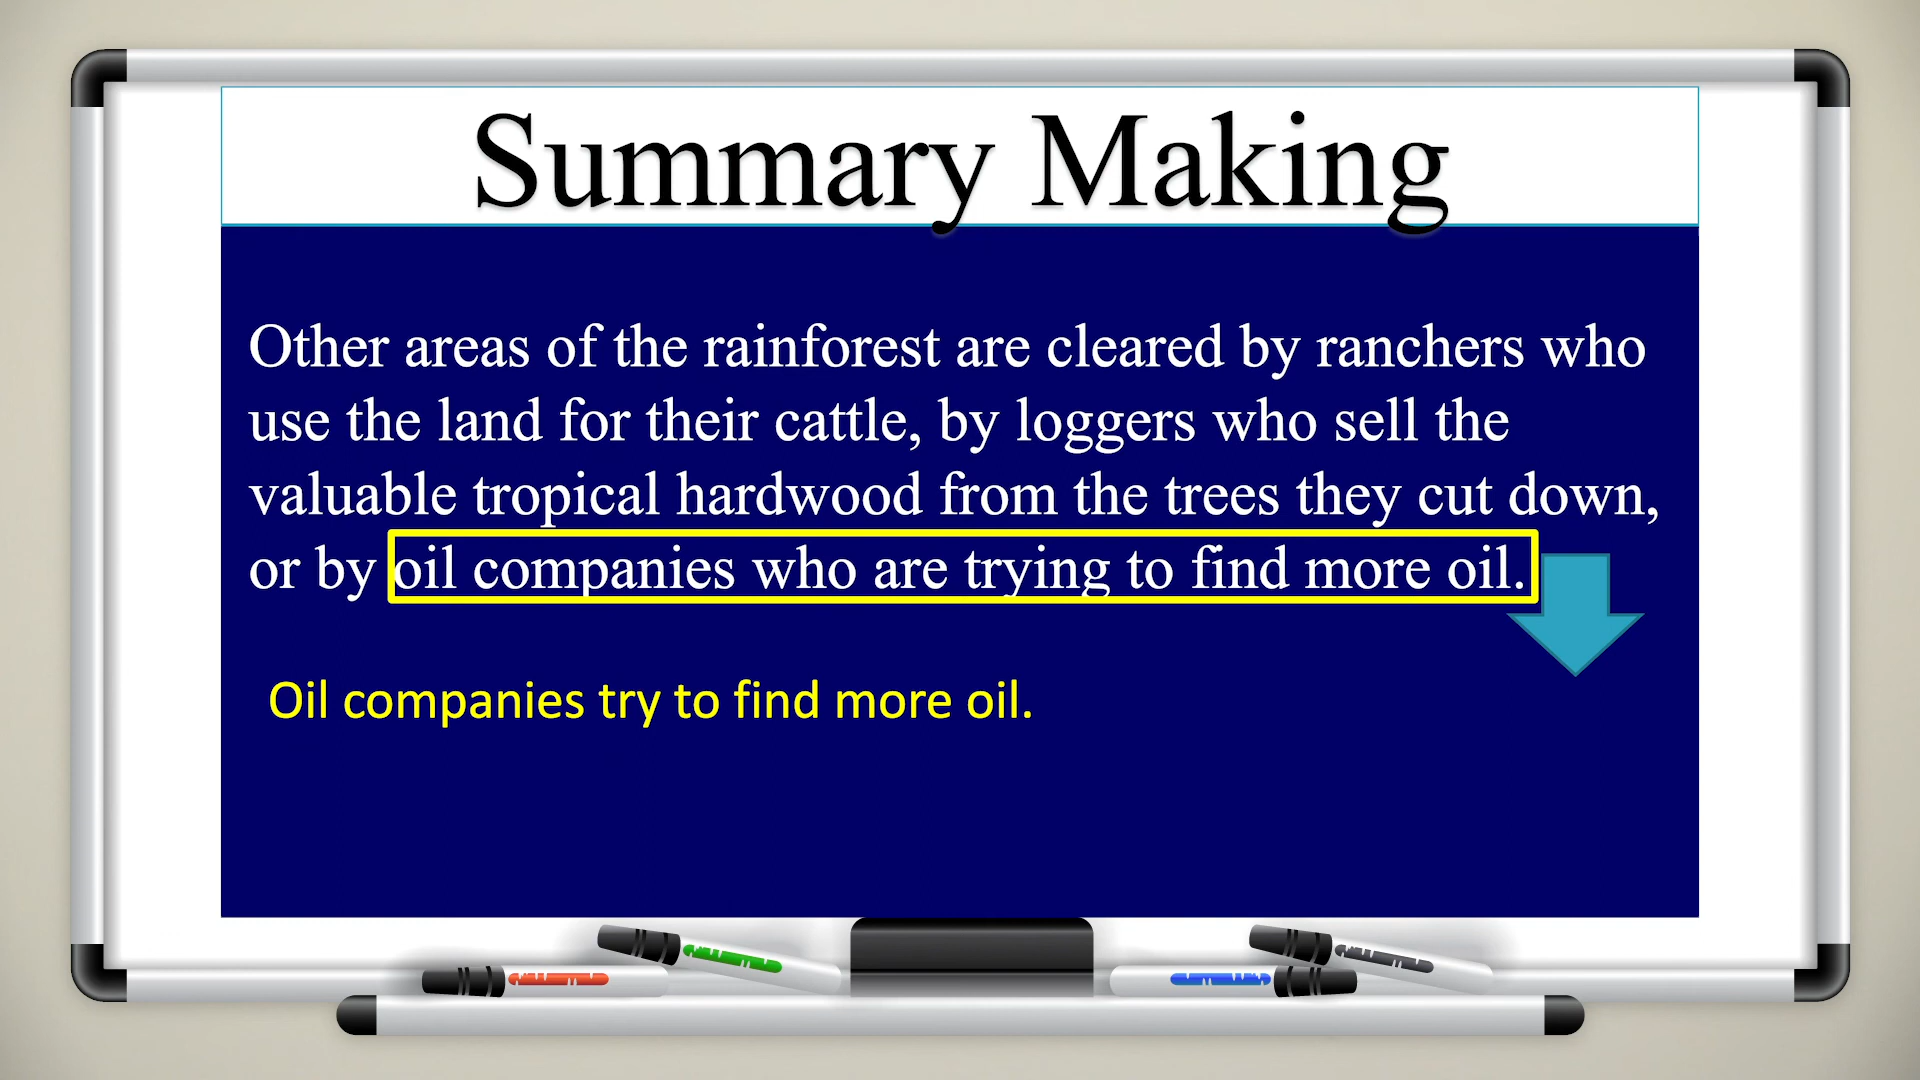 Summary Making
Other areas of the rainforest are cleared by ranchers who
use the land for their cattle, by loggers who sell the
valuable tropical hardwood from the trees they cut down,
or by oil companies who are trying to find more oil.
Oil companies try to find more oil.